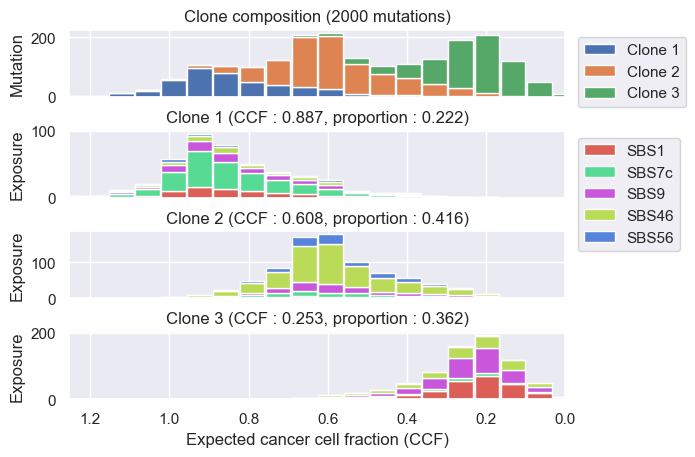 Clone composition (2000 mutations)
200
0
Mutation
Clone 1
Clone 2
Clone 3
Clone 1 (CCF : 0.887, proportion : 0.222)
100
0
Exposure
SBS1
SBS7c
SBS9
SBS46
SBS56
Clone 2 (CCF : 0.608, proportion : 0.416)
100
0
Exposure
Clone 3 (CCF : 0.253, proportion : 0.362)
200
0
Exposure
1.2 1.0 0.8 0.6 0.4 0.2 0.0
Expected cancer cell fraction (CCF)